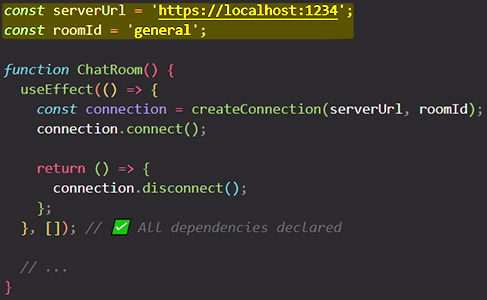 const serverUrl = 'https://localhost:1234';
const roomId = 'general';
function ChatRoom() {
useEffect(() => {
const connection = createConnection(serverUrl, roomId);
connection.connect();
return () => {
connection.disconnect();
};
}, []); // ✅ All dependencies declared
// ...
}